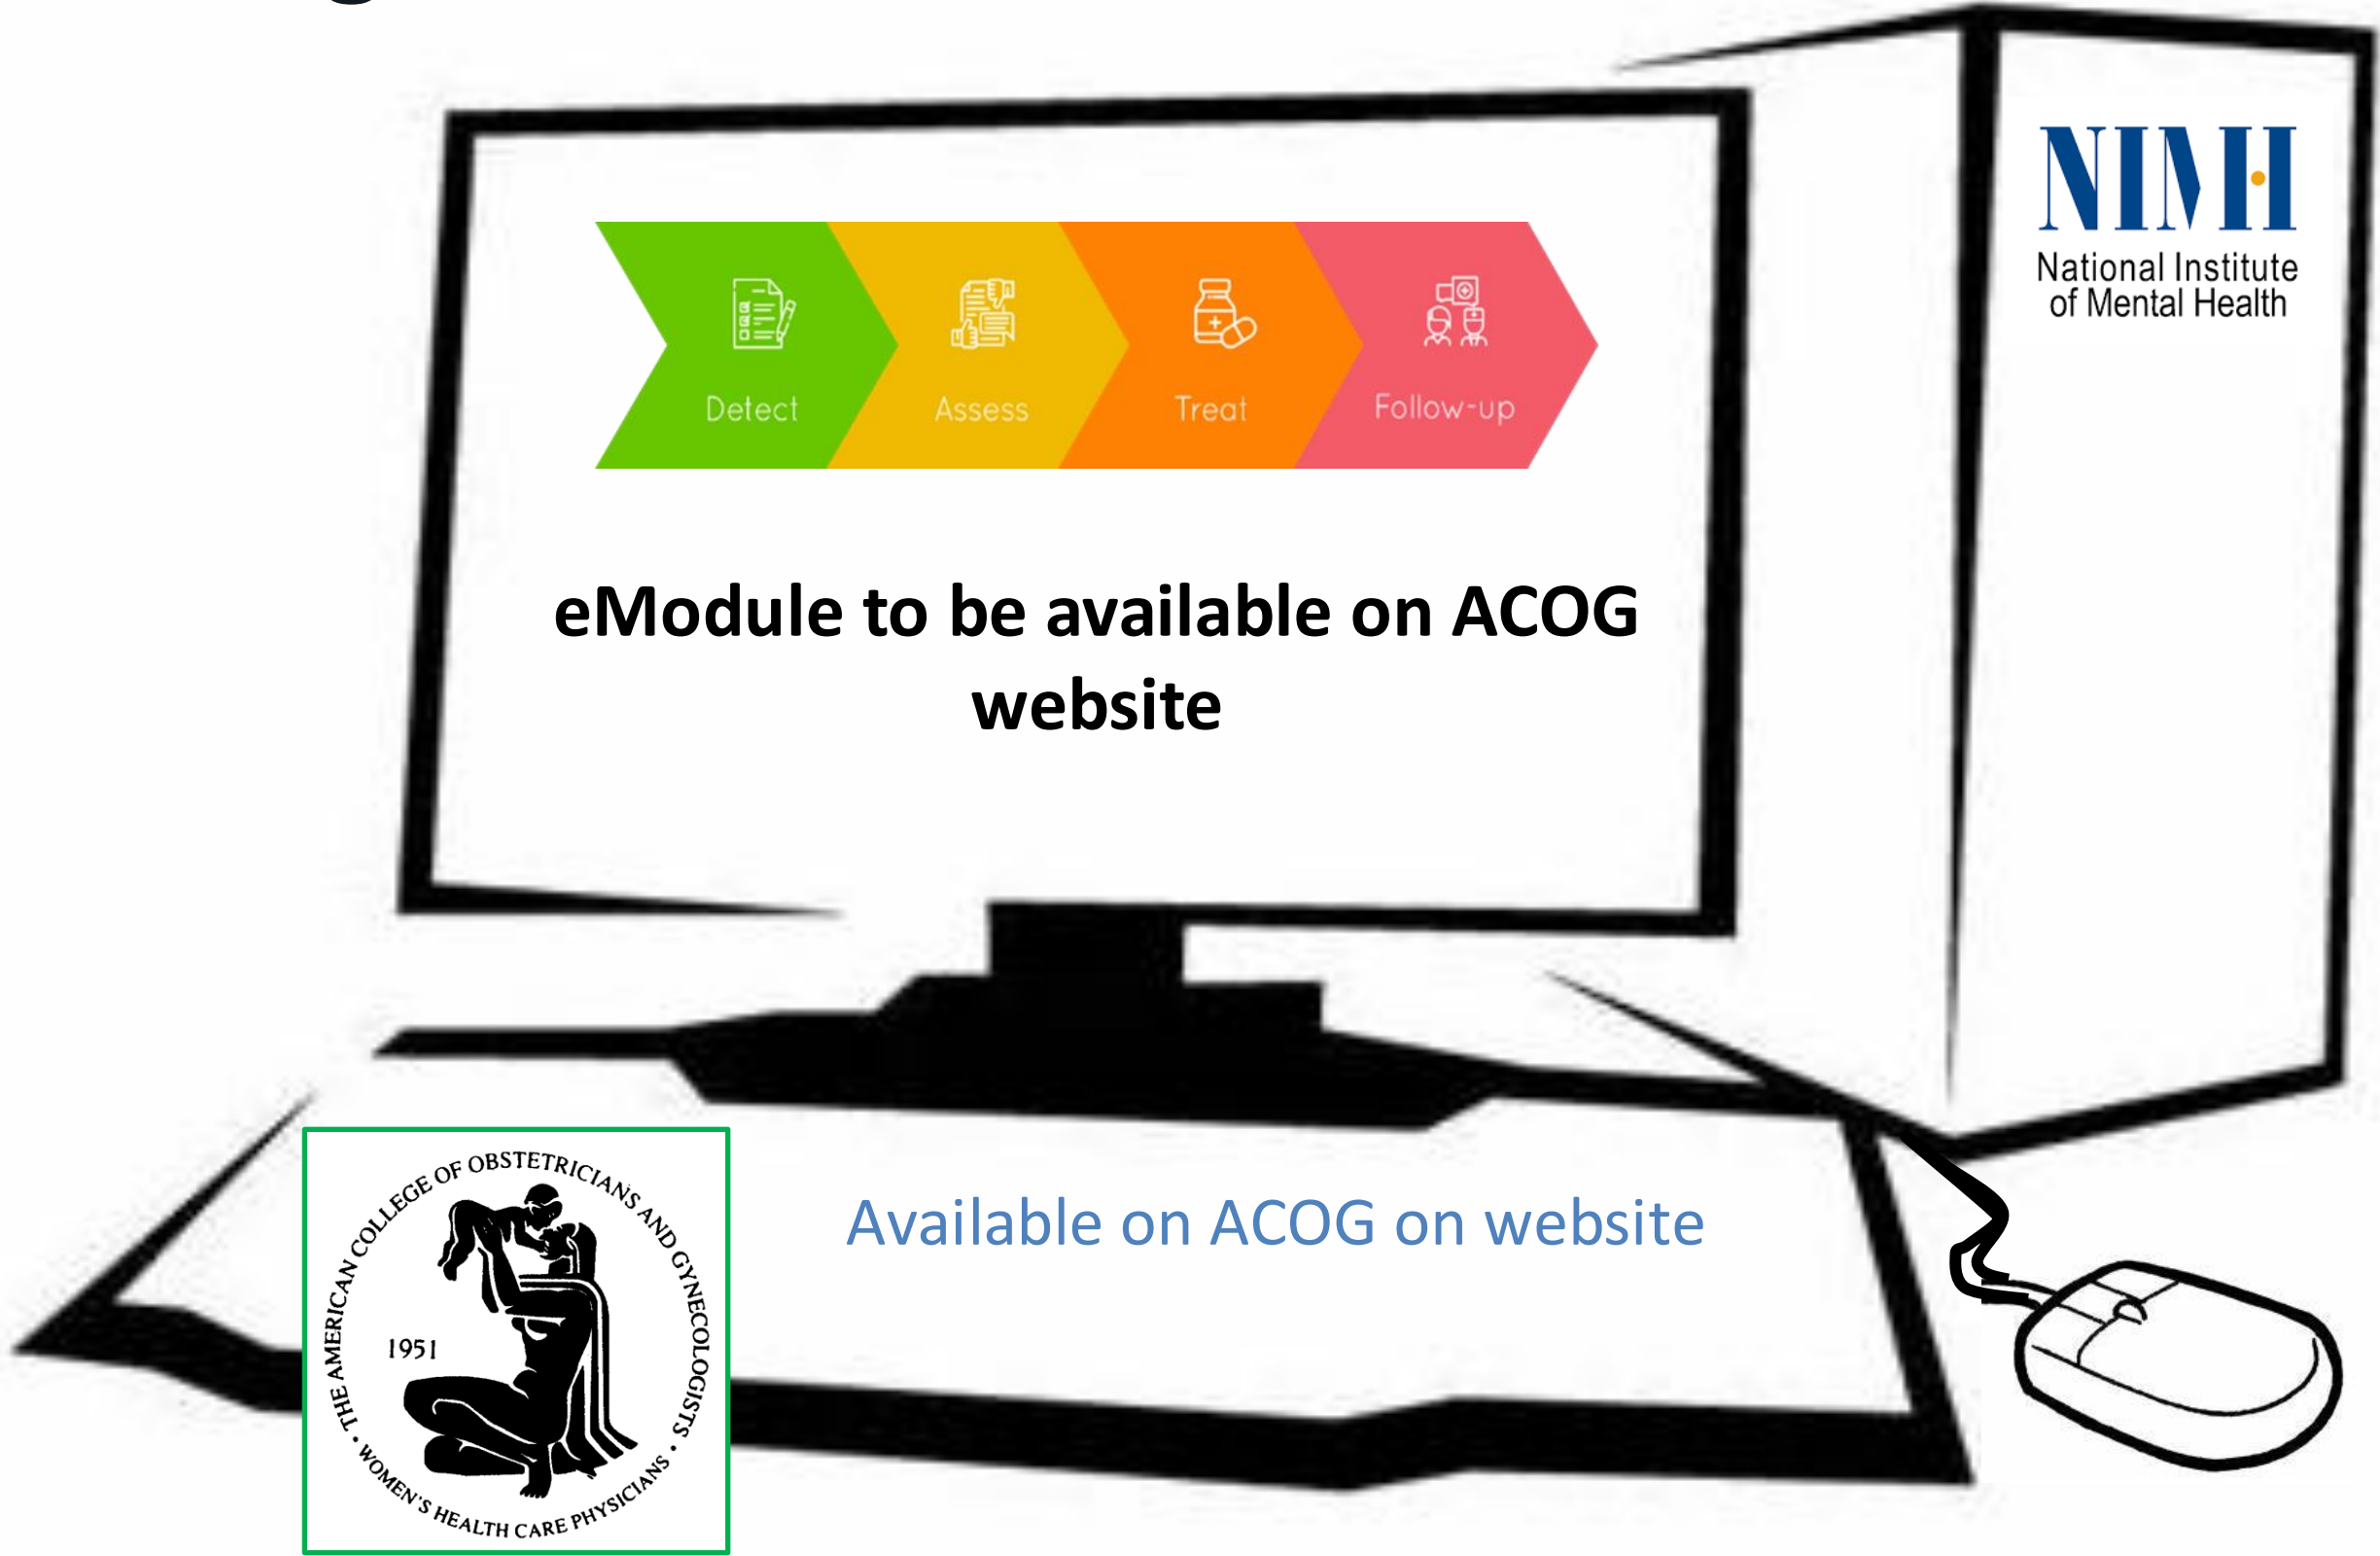 NIMH
National Institute
of Mental Health
Detect
Assess
Treat
Follow-up
eModule to be available on ACOG
website
Available on ACOG on website
THE AMERICAN COLLEGE OF OBSTETRICIANS AND GYNECOLOGISTS
1951
• WOMEN'S HEALTH CARE PHYSICIANS •